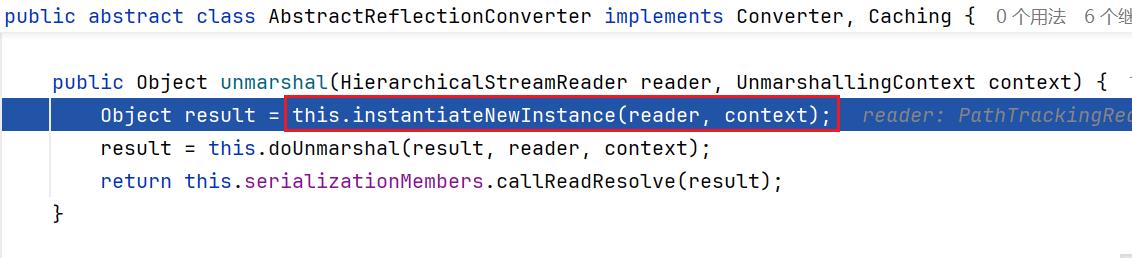 public abstract class AbstractReflectionConverter implements Converter, Caching {   0 个用法   6 个继
public Object unmarshal(HierarchicalStreamReader reader, UnmarshallingContext context) {
Object result = this.instantiateNewInstance(reader, context);   reader: PathTrackingRea
result = this.doUnmarshal(result, reader, context);
return this.serializationMembers.callReadResolve(result);
}